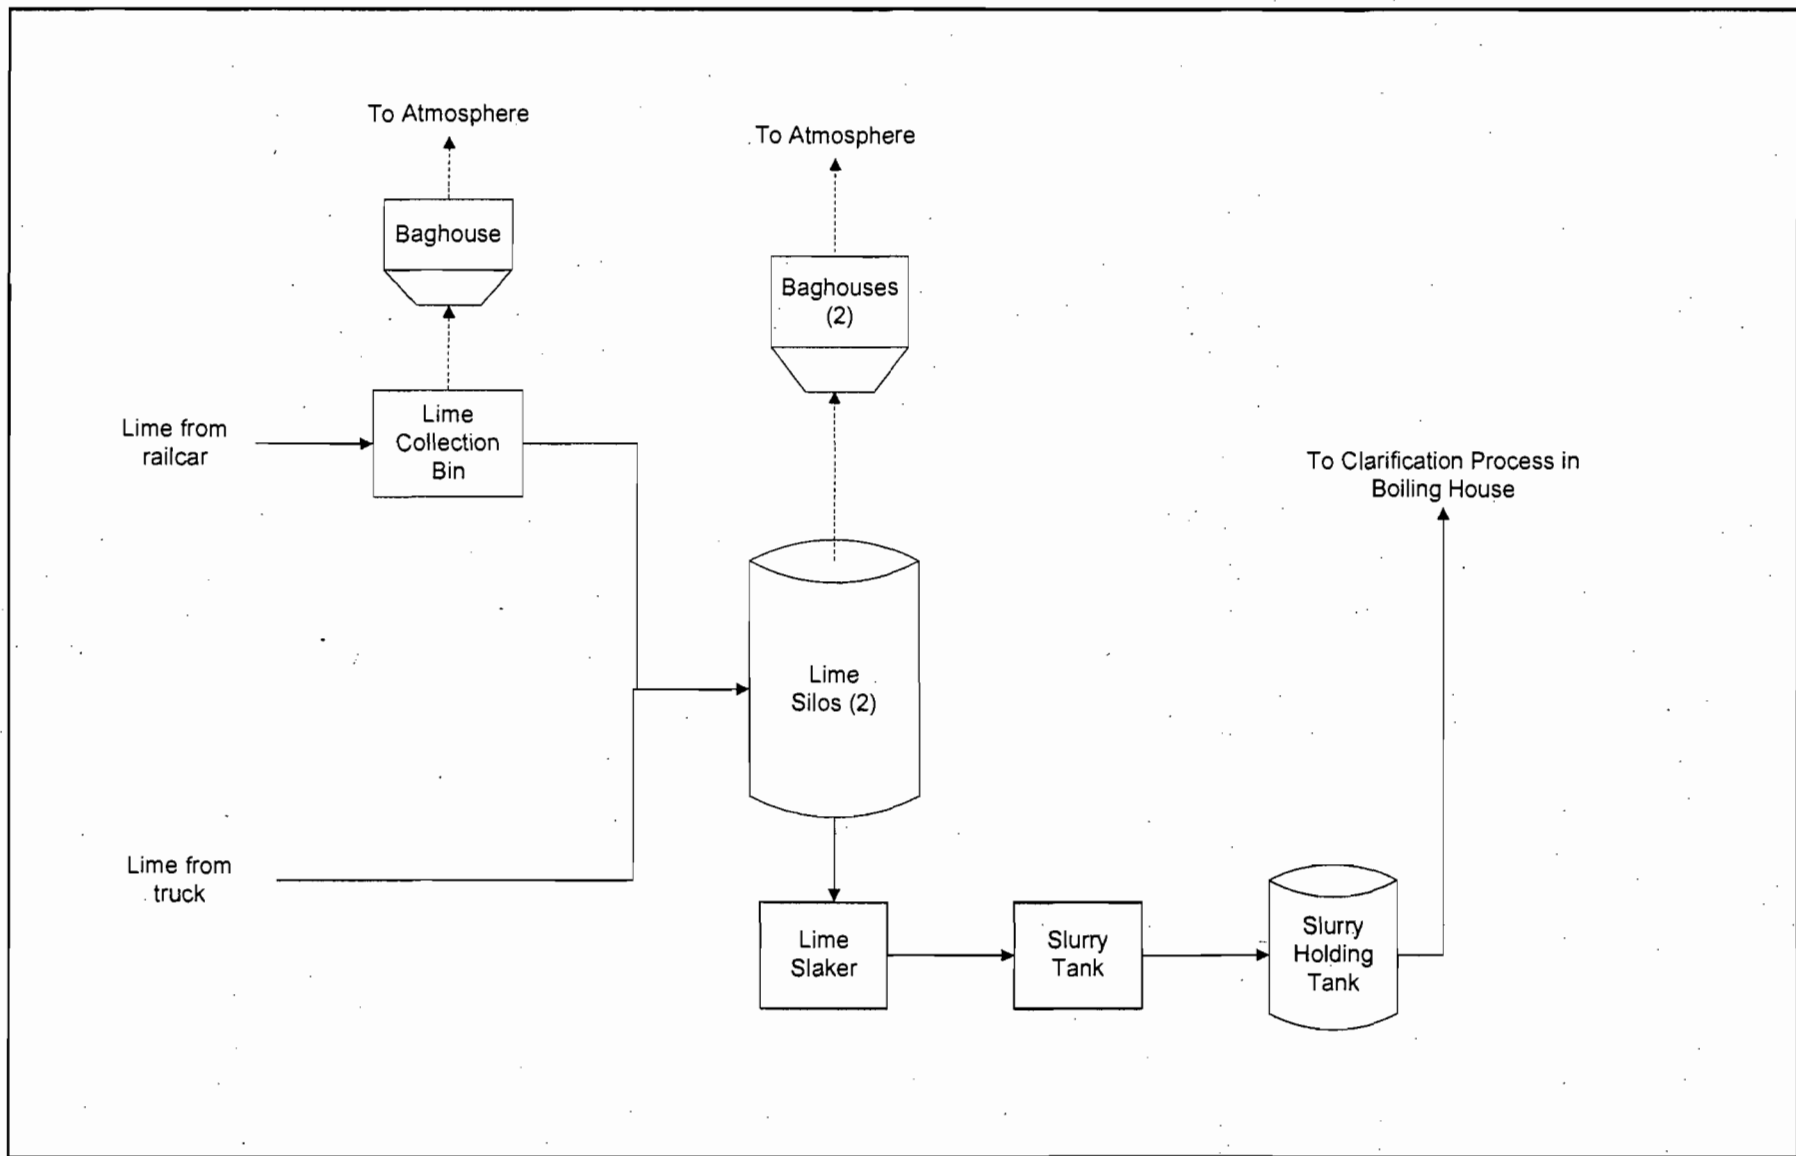 To Atmosphere
To Atmosphere
Baghouse
Baghouses
(2)
Lime
Collection
Bin
Lime from
railcar
To Clarification Process in
Boiling House
Lime
Silos (2)
Lime from
truck
Lime
Slaker
Slurry
Tank
Slurry
Holding
Tank